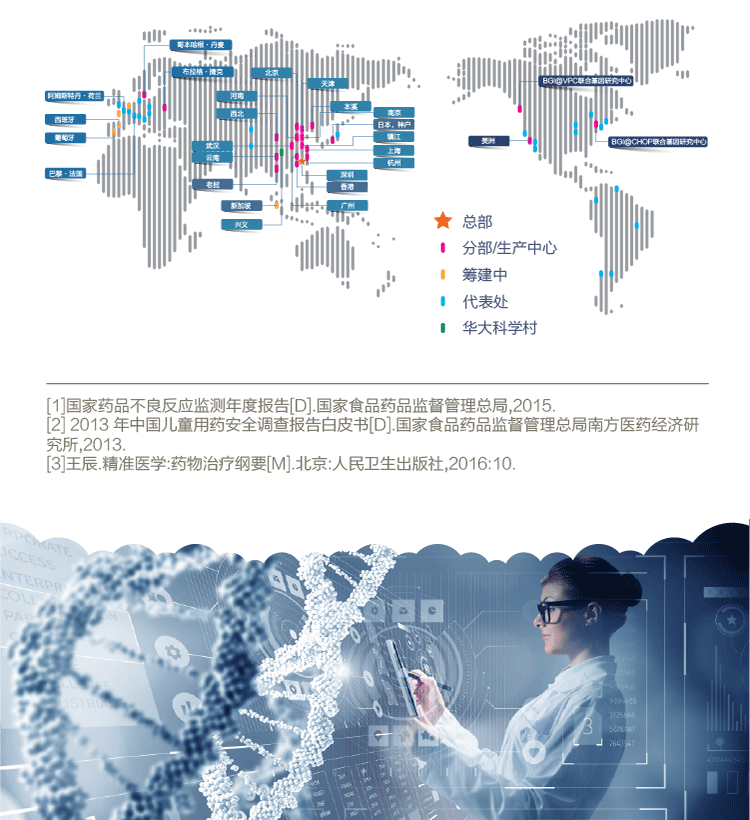 哥本哈根·丹麦
布拉格·捷克
阿姆斯特丹·荷兰
西班牙
葡萄牙
巴黎·法国
北京
天津
河南
西北
本溪
南京
日本，神户
镇江
上海
杭州
武汉
云南
老挝
深圳
香港
新加坡
广州
兴文
BGI@VPC联合基因研究中心
美洲
BGI@CHOP联合基因研究中心
总部
分部/生产中心
筹建中
代表处
华大科学村
[1]国家药品不良反应监测年度报告[D].国家食品药品监督管理总局,2015.
[2] 2013 年中国儿童用药安全调查报告白皮书[D].国家食品药品监督管理总局南方医药经济研
究所,2013.
[3]王辰.精准医学:药物治疗纲要[M].北京:人民卫生出版社,2016:10.
CORPORATE
SUCCESS
ENTERPR
COLL
PAR
3